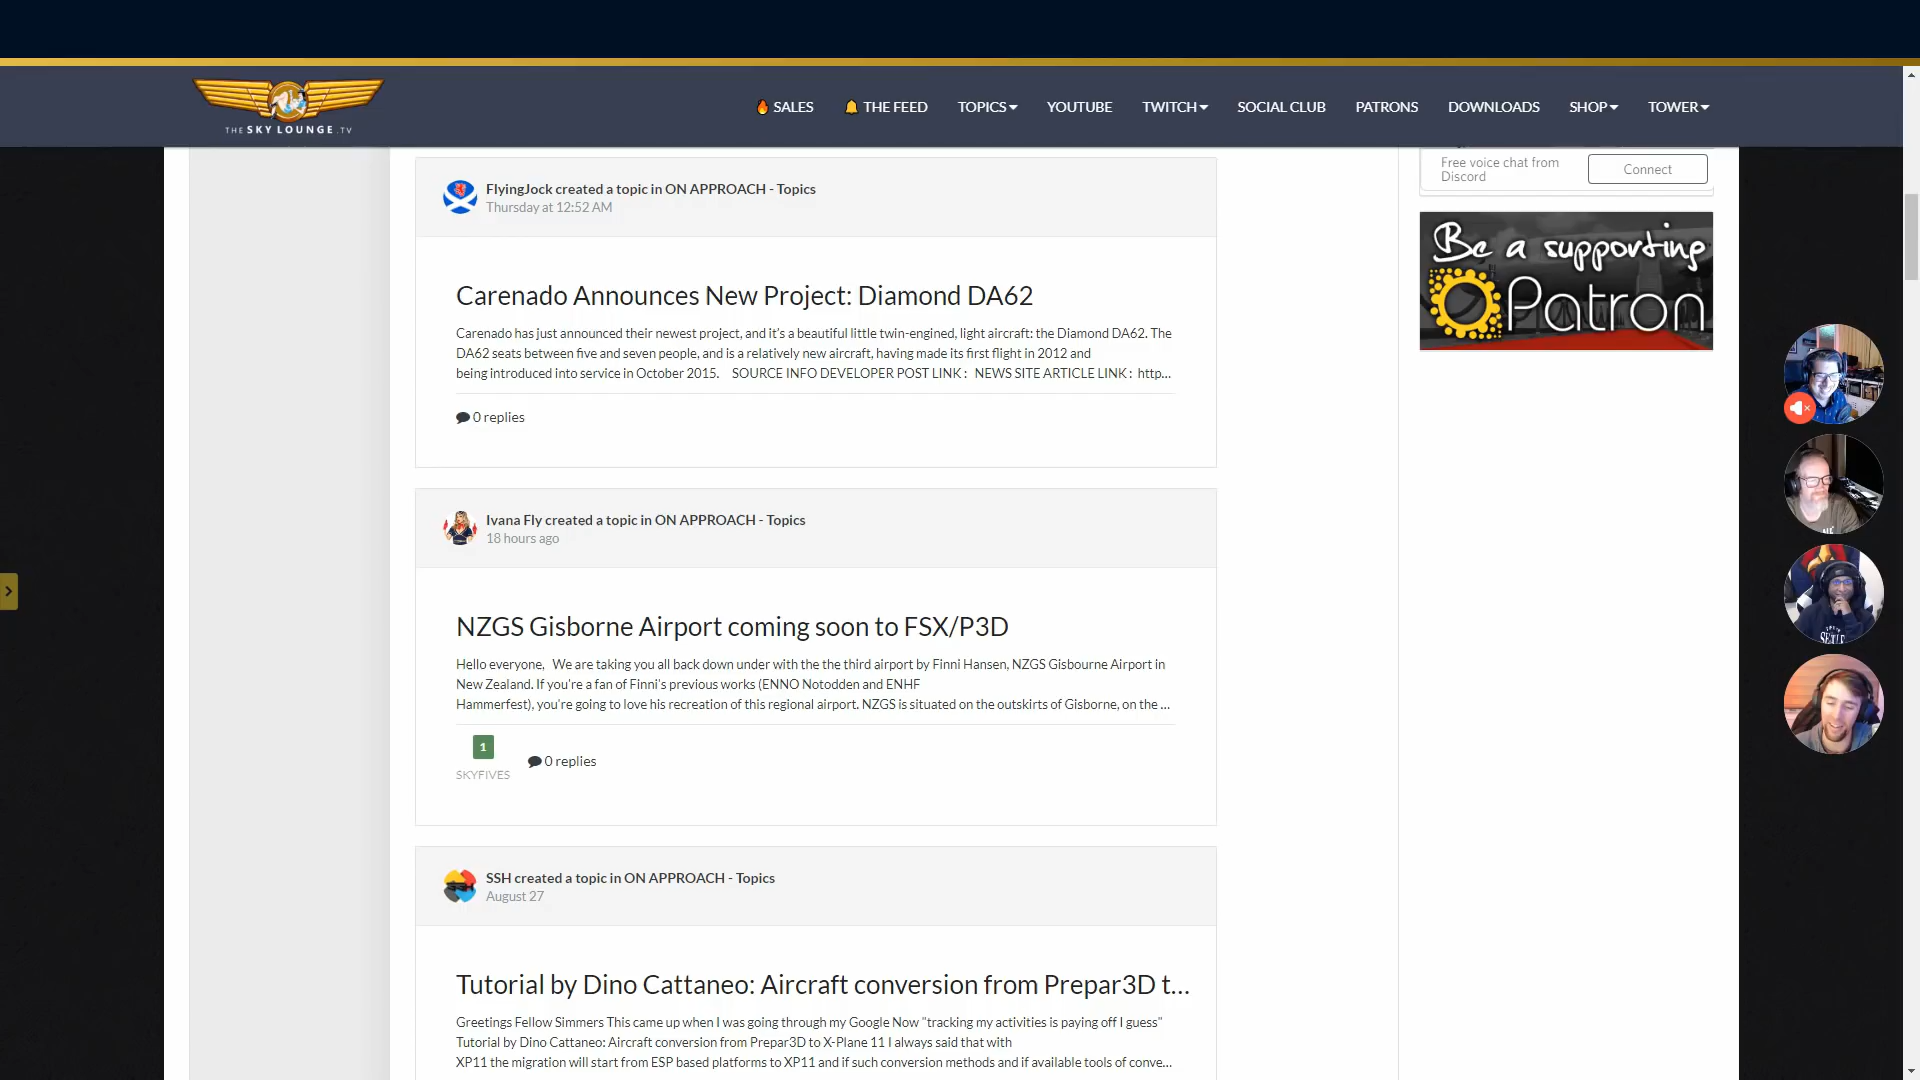 THE SKY LOUNGE .TV
SALES
THE FEED
TOPICS
YOUTUBE
TWITCH
SOCIAL CLUB
PATRONS
DOWNLOADS
SHOP
TOWER
FlyingJock created a topic in ON APPROACH - Topics
Thursday at 12:52 AM
Carenado Announces New Project: Diamond DA62
Carenado has just announced their newest project, and it's a beautiful little twin-engined, light aircraft: the Diamond DA62. The
DA62 seats between five and seven people, and is a relatively new aircraft, having made its first flight in 2012 and
being introduced into service in October 2015. SOURCE INFO DEVELOPER POST LINK : NEWS SITE ARTICLE LINK : http...
0 replies
Ivana Fly created a topic in ON APPROACH - Topics
18 hours ago
NZGS Gisborne Airport coming soon to FSX/P3D
Hello everyone, We are taking you all back down under with the the third airport by Finni Hansen, NZGS Gisbourne Airport in
New Zealand. If you're a fan of Finni's previous works (ENNO Notodden and ENHF
Hammerfest), you're going to love his recreation of this regional airport. NZGS is situated on the outskirts of Gisborne, on the ...
1
SKYFIVES
0 replies
SSH created a topic in ON APPROACH - Topics
August 27
Tutorial by Dino Cattaneo: Aircraft conversion from Prepar3D t...
Greetings Fellow Simmers This came up when I was going through my Google Now "tracking my activities is paying off I guess"
Tutorial by Dino Cattaneo: Aircraft conversion from Prepar3D to X-Plane 11 I always said that with
XP11 the migration will start from ESP based platforms to XP11 and if such conversion methods and if available tools of conve...
Free voice chat from
Discord
Connect
Be a supporting
Patron